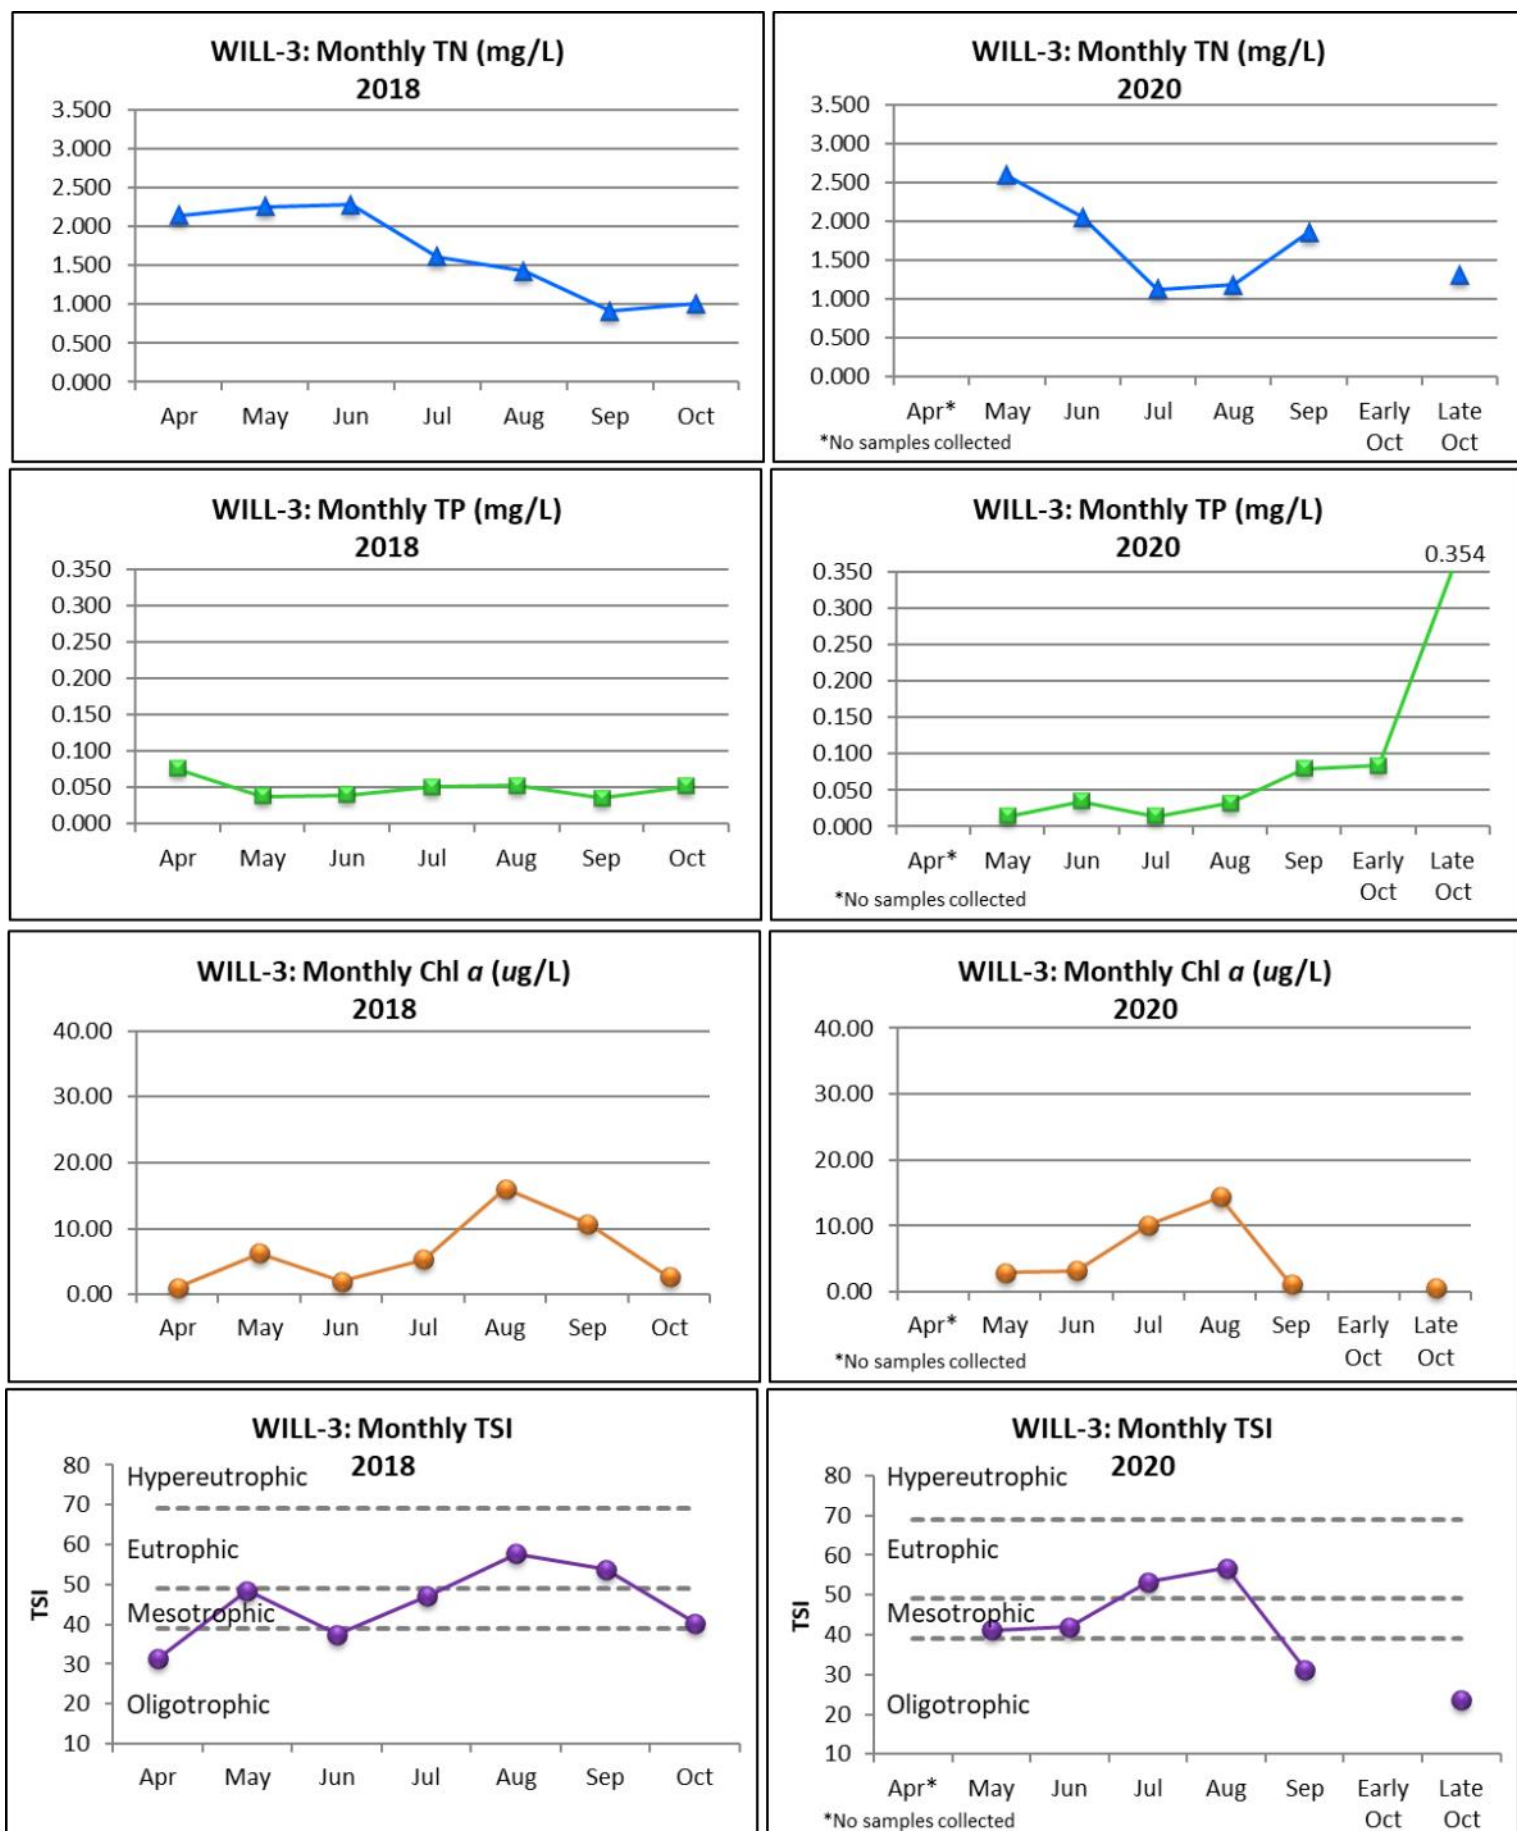 WILL-3: Monthly TN (mg/L)
2018
3.500
3.000
2.500
2.000
1.500
1.000
0.500
0.000
Apr May Jun Jul Aug Sep Oct
WILL-3: Monthly TN (mg/L)
2020
3.500
3.000
2.500
2.000
1.500
1.000
0.500
0.000
Apr* May Jun Jul Aug Sep Early Late
Oct Oct
*No samples collected
WILL-3: Monthly TP (mg/L)
2018
0.350
0.300
0.250
0.200
0.150
0.100
0.050
0.000
Apr May Jun Jul Aug Sep Oct
WILL-3: Monthly TP (mg/L)
2020
0.354
0.350
0.300
0.250
0.200
0.150
0.100
0.050
0.000
Apr* May Jun Jul Aug Sep Early Late
Oct Oct
*No samples collected
WILL-3: Monthly Chl a (ug/L)
2018
40.00
30.00
20.00
10.00
0.00
Apr May Jun Jul Aug Sep Oct
WILL-3: Monthly Chl a (ug/L)
2020
40.00
30.00
20.00
10.00
0.00
Apr* May Jun Jul Aug Sep Early Late
Oct Oct
*No samples collected
WILL-3: Monthly TSI
2018
TSI
80
70
60
50
40
30
20
10
Hypereutrophic
Eutrophic
Mesotrophic
Oligotrophic
Apr May Jun Jul Aug Sep Oct
WILL-3: Monthly TSI
2020
TSI
80
70
60
50
40
30
20
10
Hypereutrophic
Eutrophic
Mesotrophic
Oligotrophic
Apr* May Jun Jul Aug Sep Early Late
Oct Oct
*No samples collected